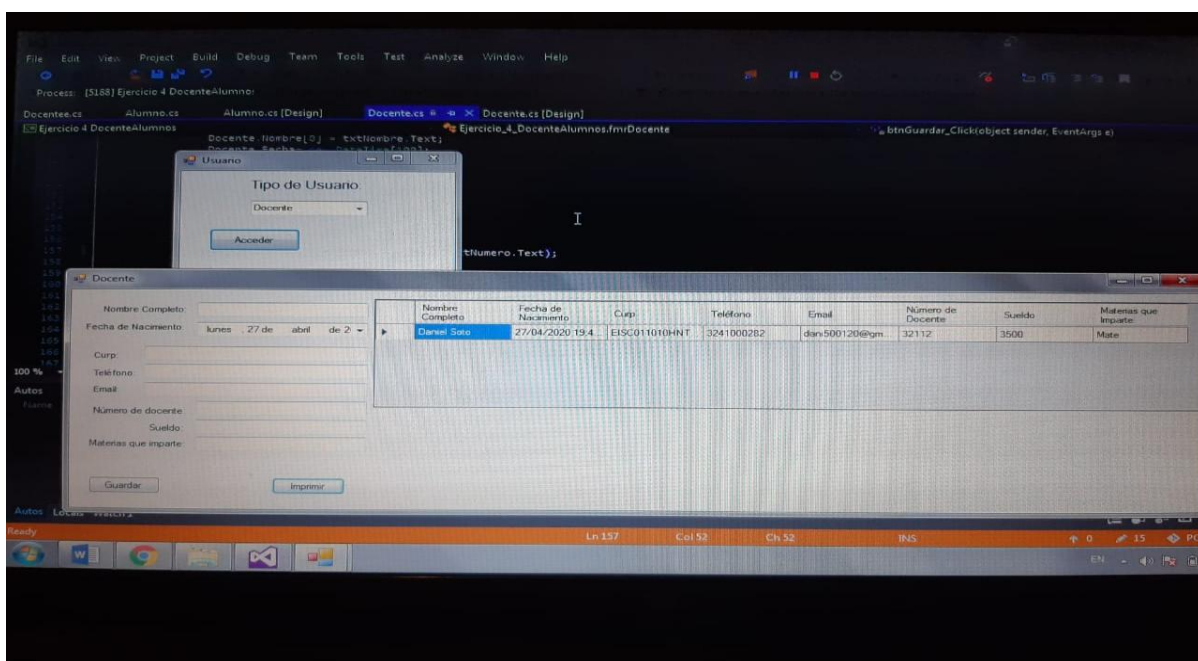 File Edit View Project Build Debug Team Tools Test Analyze Window Help
Process: [5188] Ejercicio 4 DocenteAlumno
Docentee.cs Alumno.cs Alumno.cs [Design] Docente.cs Docente.cs [Design]
Ejercicio 4 DocenteAlumnos Ejercicio_4_DocenteAlumnos.fmrDocente btnGuardar_Click(object sender, EventArgs e)
Docente.Nombre[0] = txtNombre.Text;
Usuario
Tipo de Usuario:
Docente
Acceder
tNumero.Text);
Docente
Nombre Completo:
Fecha de Nacimiento: lunes , 27 de abril de 2
Curp:
Teléfono:
Email:
Número de docente:
Sueldo:
Materias que imparte:
Guardar Imprimir
Nombre Completo Fecha de Nacimiento Curp Teléfono Email Número de Docente Sueldo Materias que Imparte
Daniel Soto 27/04/2020 19:4... EISC011010HNT 3241000282 dani500120@gm 32112 3500 Mate
157
100 %
Autos
Autos Locals
Ready Ln 157 Col 52 Ch 52 INS 0 15
EN